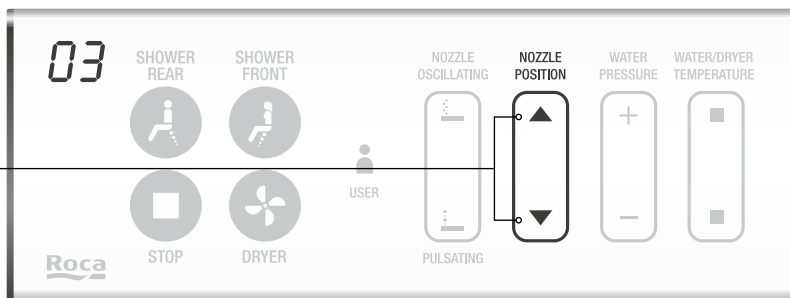 03
SHOWER
REAR
SHOWER
FRONT
NOZZLE
OSCILLATING
NOZZLE
POSITION
WATER
PRESSURE
WATER/DRYER
TEMPERATURE
USER
STOP
DRYER
PULSATING
Roca